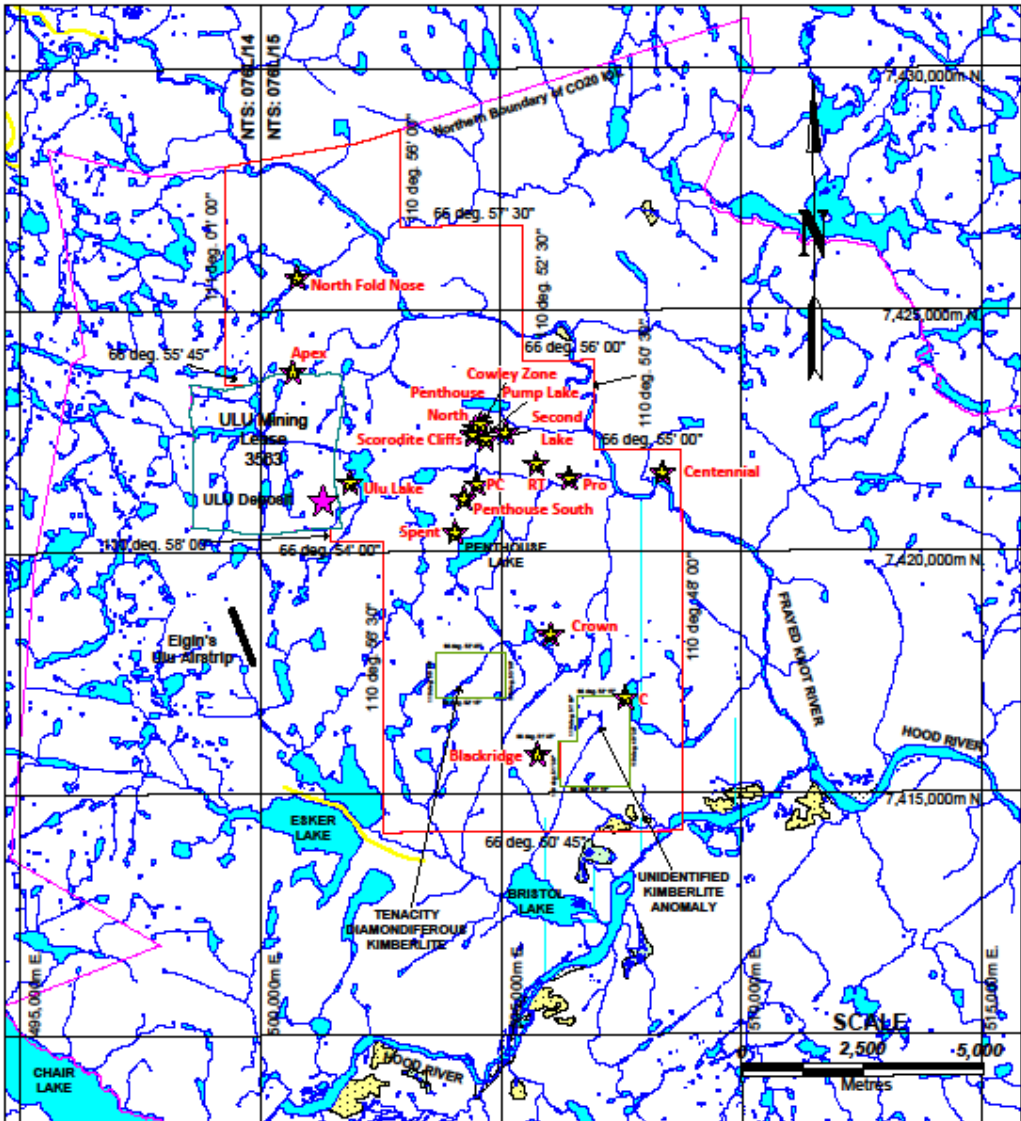 NTS: 076L/14
NTS: 076L/15
7,430,000m N.
Northern Boundary of CO20 IOL
110 deg. 56' 00"
66 deg. 57' 30"
N
North Fold Nose
110 deg. 52' 30"
7,425,000m N.
66 deg. 55' 45"
66 deg. 56' 00"
110 deg. 50' 30"
Apex
Cowley Zone
Penthouse
North
Pump Lake
Second
Lake
ULU Mining
Lease
3563
Scorodite Cliffs
66 deg. 55' 00"
Centennial
Ulu Lake
PC
RT
Pro
ULU Deposit
Penthouse South
Spent
PENTHOUSE
LAKE
66 deg. 54' 00"
7,420,000m N.
110 deg. 56' 30"
110 deg. 48' 00"
Elgin's
Ulu Airstrip
Crown
FRAYED KNOT RIVER
C
HOOD RIVER
Blackridge
7,415,000m N.
ESKER
LAKE
66 deg. 50' 45"
UNIDENTIFIED
KIMBERLITE
ANOMALY
BRISTOL
LAKE
TENACITY
DIAMONDIFEROUS
KIMBERLITE
495,000m E.
500,000m E.
510,000m E.
515,000m E.
SCALE
0
2,500
5,000
Metres
HOOD RIVER
CHAIR
LAKE